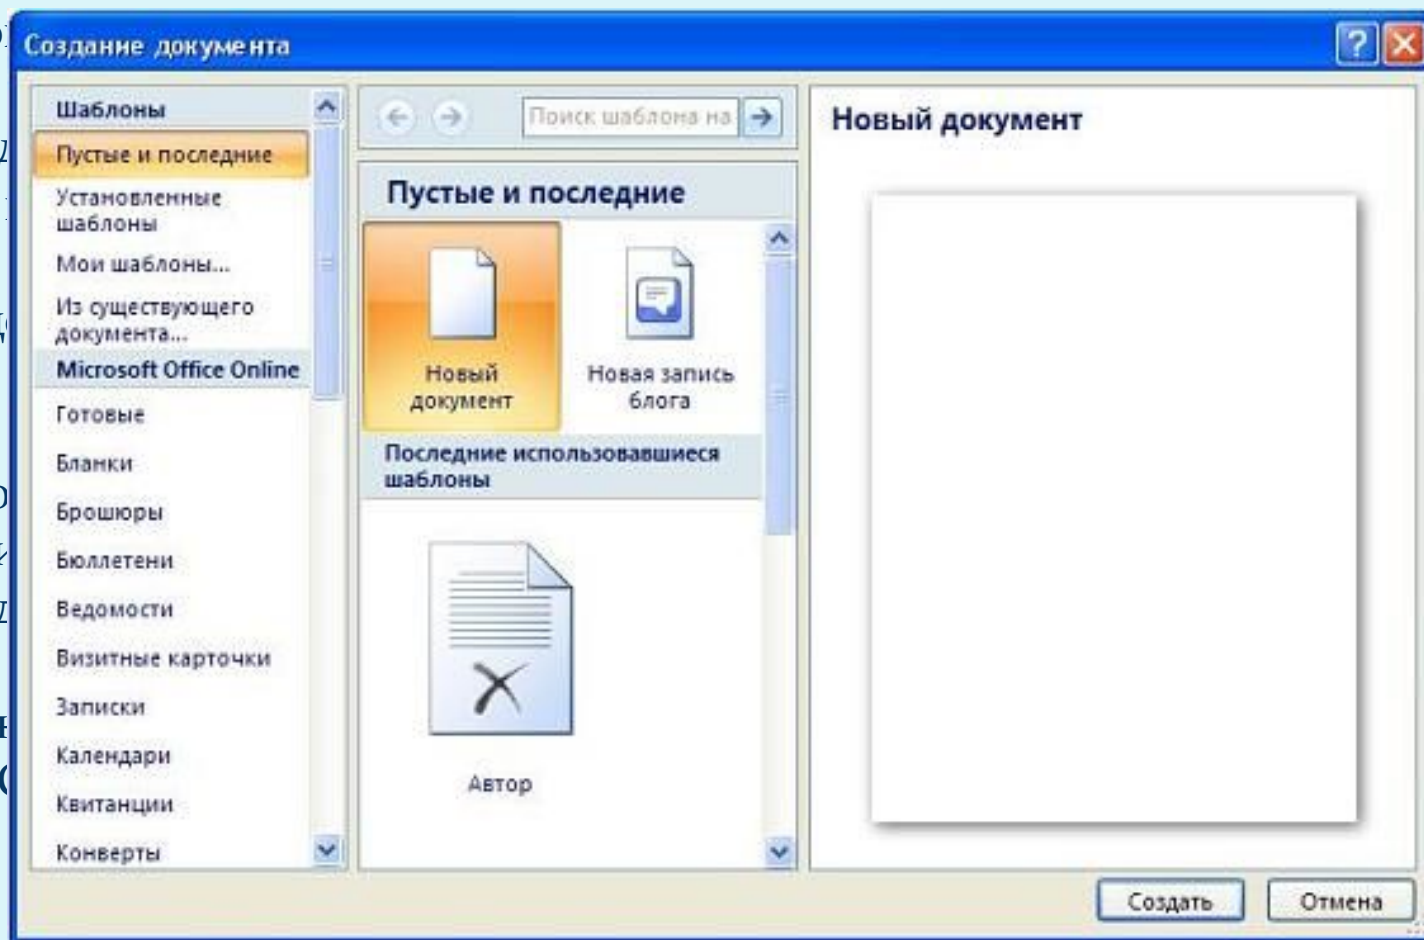 Создание документа
Шаблоны
Пустые и последние
Установленные
шаблоны
Мои шаблоны...
Из существующего
документа...
Microsoft Office Online
Готовые
Бланки
Брошюры
Бюллетени
Ведомости
Визитные карточки
Записки
Календари
Квитанции
Конверты
Поиск шаблона на
Пустые и последние
Новый
документ
Новая запись
блога
Последние использовавшиеся
шаблоны
Автор
Новый документ
Создать
Отмена